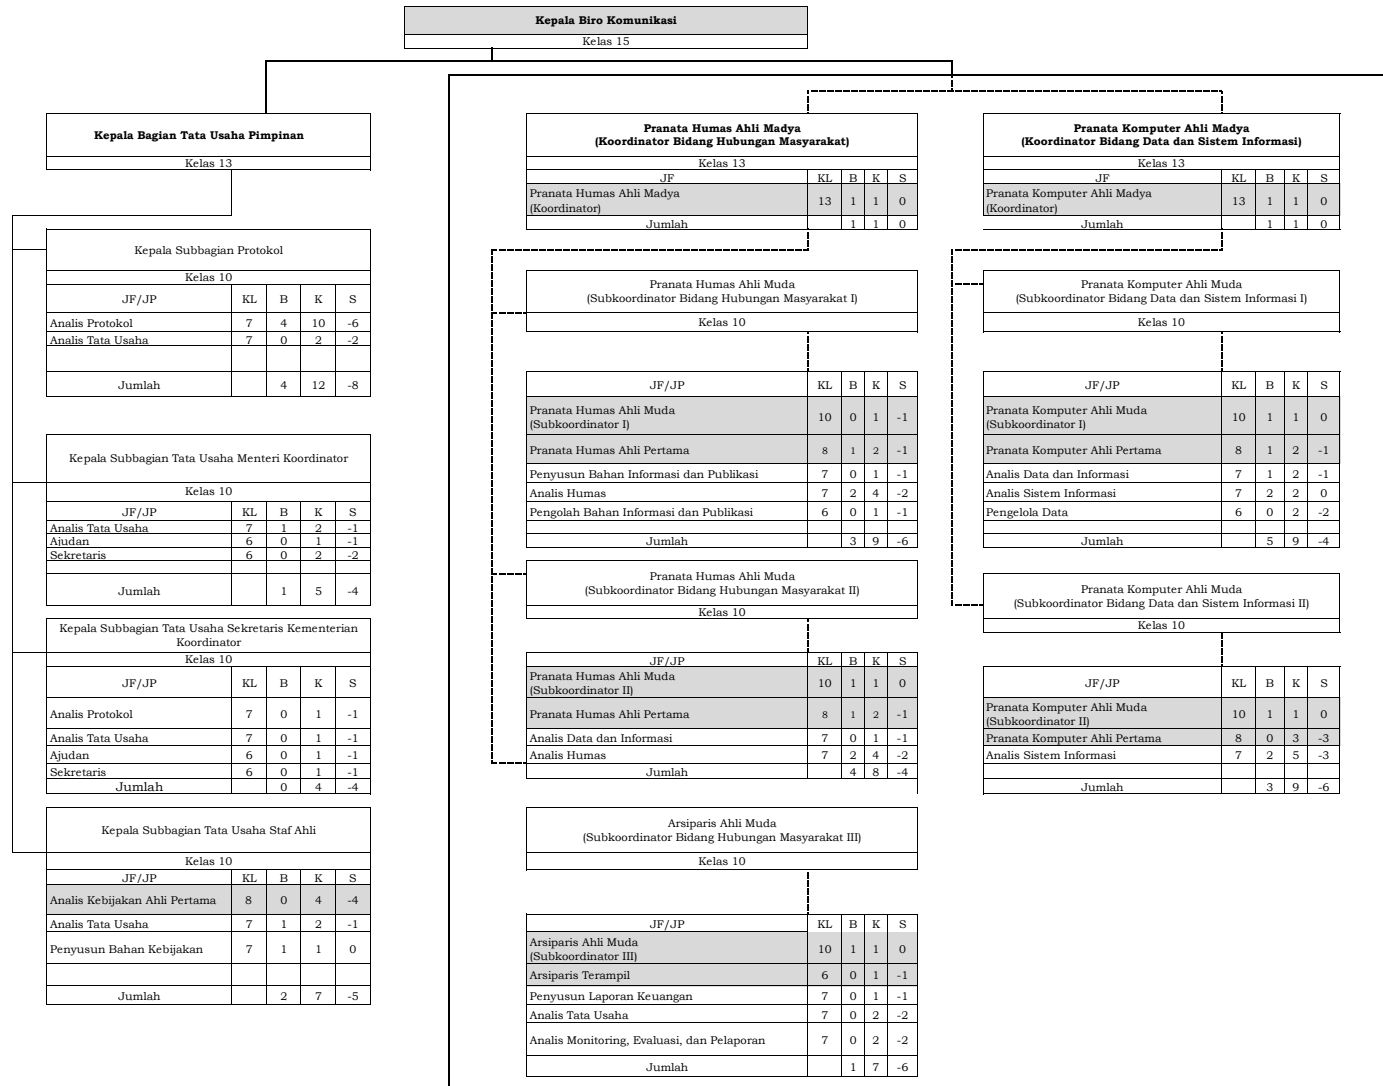 Kepala Biro Komunikasi
Kelas 15
Kepala Bagian Tata Usaha Pimpinan
Kelas 13
Kepala Subbagian Protokol
Kelas 10
JF/JP KL B K S
Analis Protokol 7 4 10 -6
Analis Tata Usaha 7 0 2 -2
Jumlah 4 12 -8
Kepala Subbagian Tata Usaha Menteri Koordinator
Kelas 10
JF/JP KL B K S
Analis Tata Usaha 7 1 2 -1
Ajudan 6 0 1 -1
Sekretaris 6 0 2 -2
Jumlah 1 5 -4
Kepala Subbagian Tata Usaha Sekretaris Kementerian
Koordinator
Kelas 10
JF/JP KL B K S
Analis Protokol 7 0 1 -1
Analis Tata Usaha 7 0 1 -1
Ajudan 6 0 1 -1
Sekretaris 6 0 1 -1
Jumlah 0 4 -4
Kepala Subbagian Tata Usaha Staf Ahli
Kelas 10
JF/JP KL B K S
Analis Kebijakan Ahli Pertama 8 0 4 -4
Analis Tata Usaha 7 1 2 -1
Penyusun Bahan Kebijakan 7 1 1 0
Jumlah 2 7 -5
Pranata Humas Ahli Madya
(Koordinator Bidang Hubungan Masyarakat)
Kelas 13
JF KL B K S
Pranata Humas Ahli Madya
(Koordinator) 13 1 1 0
Jumlah 1 1 0
Pranata Humas Ahli Muda
(Subkoordinator Bidang Hubungan Masyarakat I)
Kelas 10
JF/JP KL B K S
Pranata Humas Ahli Muda
(Subkoordinator I) 10 0 1 -1
Pranata Humas Ahli Pertama 8 1 2 -1
Penyusun Bahan Informasi dan Publikasi 7 0 1 -1
Analis Humas 7 2 4 -2
Pengolah Bahan Informasi dan Publikasi 6 0 1 -1
Jumlah 3 9 -6
Pranata Humas Ahli Muda
(Subkoordinator Bidang Hubungan Masyarakat II)
Kelas 10
JF/JP KL B K S
Pranata Humas Ahli Muda
(Subkoordinator II) 10 1 1 0
Pranata Humas Ahli Pertama 8 1 2 -1
Analis Data dan Informasi 7 0 1 -1
Analis Humas 7 2 4 -2
Jumlah 4 8 -4
Arsiparis Ahli Muda
(Subkoordinator Bidang Hubungan Masyarakat III)
Kelas 10
JF/JP KL B K S
Arsiparis Ahli Muda
(Subkoordinator III) 10 1 1 0
Arsiparis Terampil 6 0 1 -1
Penyusun Laporan Keuangan 7 0 1 -1
Analis Tata Usaha 7 0 2 -2
Analis Monitoring, Evaluasi, dan Pelaporan 7 0 2 -2
Jumlah 1 7 -6
Pranata Komputer Ahli Madya
(Koordinator Bidang Data dan Sistem Informasi)
Kelas 13
JF KL B K S
Pranata Komputer Ahli Madya
(Koordinator) 13 1 1 0
Jumlah 1 1 0
Pranata Komputer Ahli Muda
(Subkoordinator Bidang Data dan Sistem Informasi I)
Kelas 10
JF/JP KL B K S
Pranata Komputer Ahli Muda
(Subkoordinator I) 10 1 1 0
Pranata Komputer Ahli Pertama 8 1 2 -1
Analis Data dan Informasi 7 1 2 -1
Analis Sistem Informasi 7 2 2 0
Pengelola Data 6 0 2 -2
Jumlah 5 9 -4
Pranata Komputer Ahli Muda
(Subkoordinator Bidang Data dan Sistem Informasi II)
Kelas 10
JF/JP KL B K S
Pranata Komputer Ahli Muda
(Subkoordinator II) 10 1 1 0
Pranata Komputer Ahli Pertama 8 0 3 -3
Analis Sistem Informasi 7 2 5 -3
Jumlah 3 9 -6